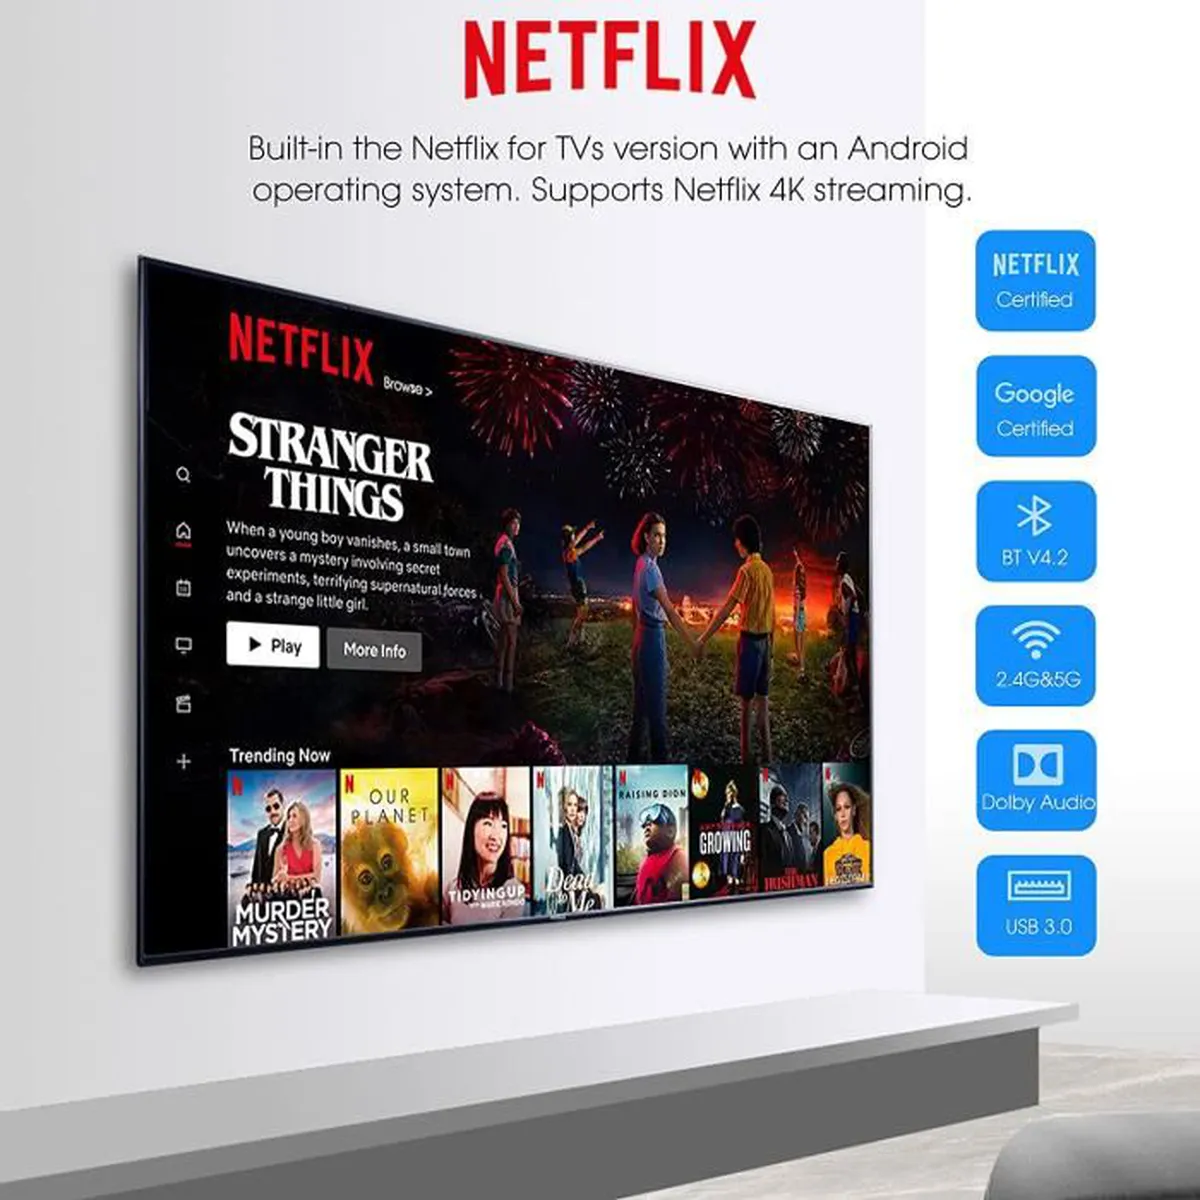 NETFLIX
Built-in the Netflix for TVs version with an Android
operating system. Supports Netflix 4K streaming.
NETFLIX
Certified
Google
Certified
BT V4.2
2.4G&5G
Dolby Audio
USB 3.0
NETFLIX
Browse >
STRANGER
THINGS
When a young boy vanishes, a small town
uncovers a mystery involving secret
experiments, terrifying supernatural forces
and a strange little girl.
Play
More Info
Trending Now
N
MURDER
MYSTERY
N
OUR
PLANET
N
TIDYING UP
WITH MARIE KONDO
N
Dead
to Me
N
RAISING DION
N
GROWING
N
THE
IRISHMAN
N